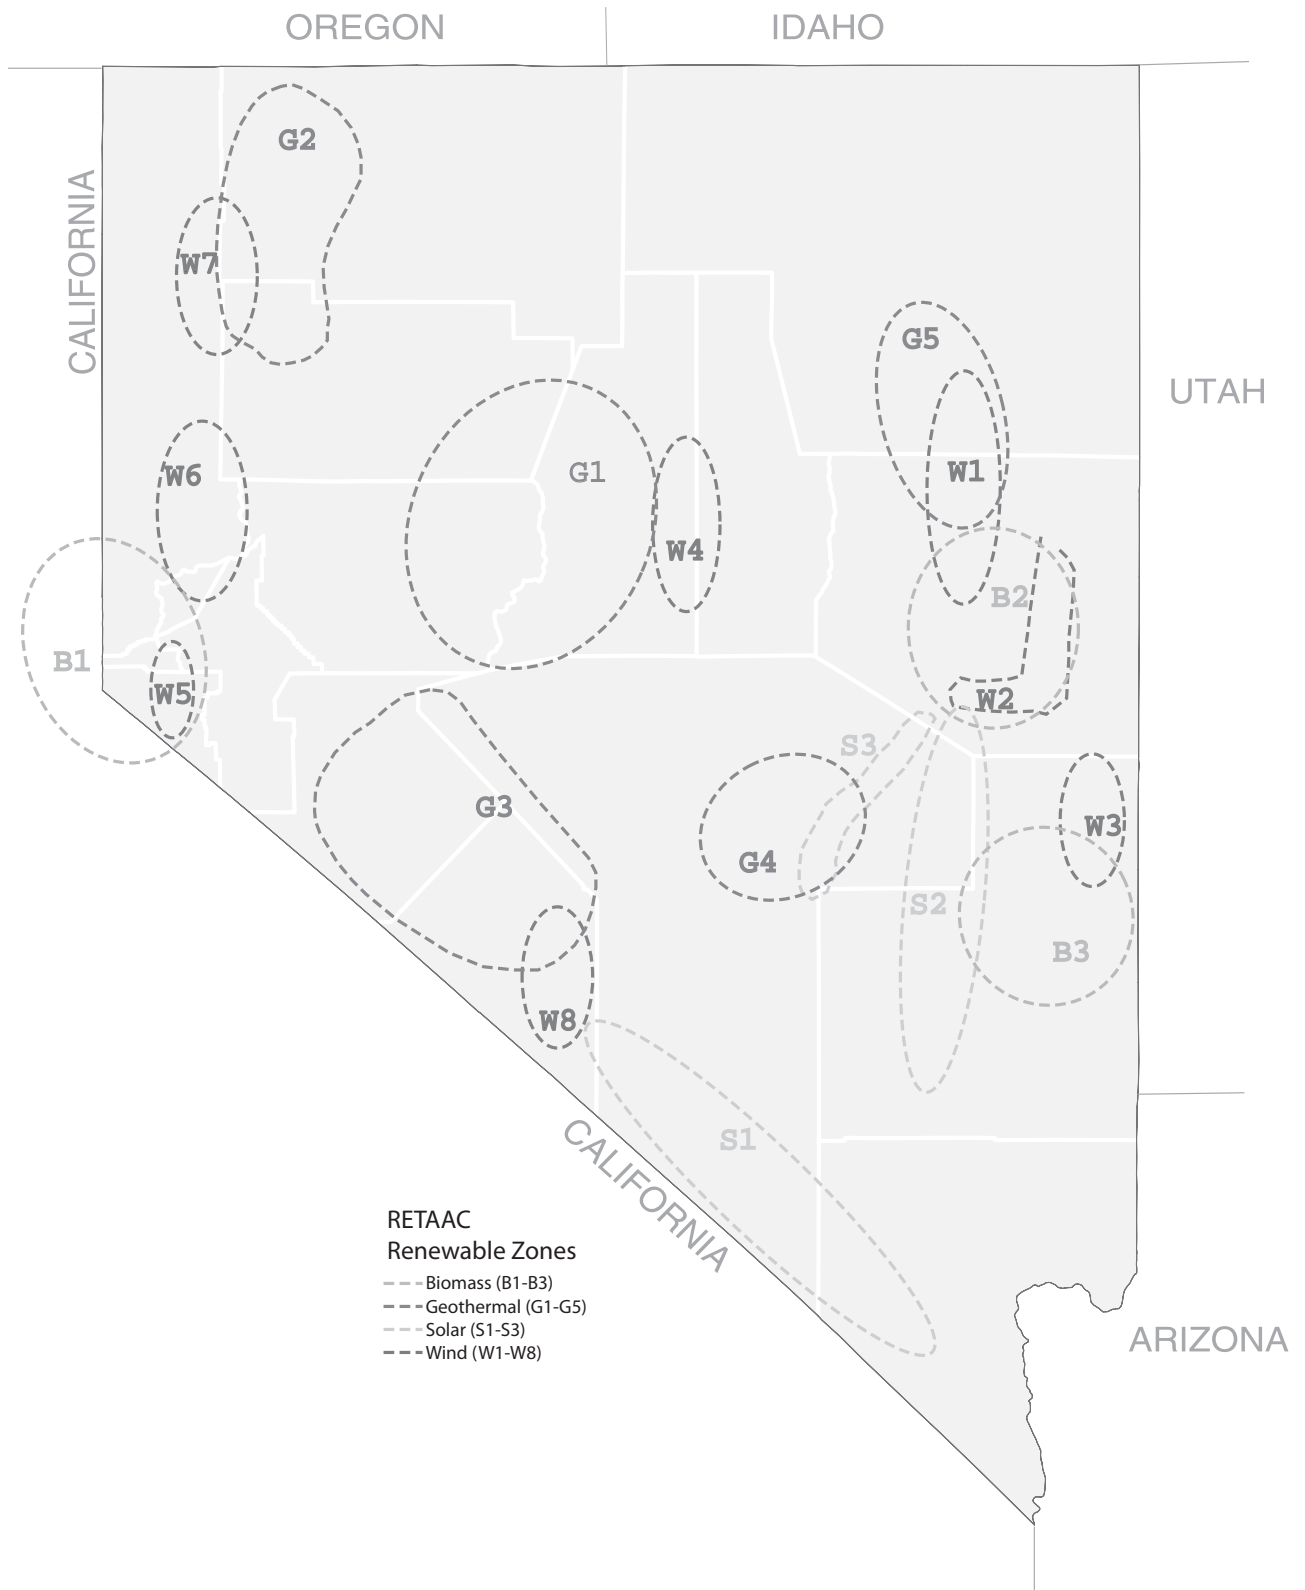 OREGON
IDAHO
G2
CALIFORNIA
W7
G5
UTAH
W6
G1
W1
W4
B2
B1
W5
W2
S3
G3
W3
G4
S2
B3
W8
S1
CALIFORNIA
RETAAC
Renewable Zones
Biomass (B1-B3)
Geothermal (G1-G5)
Solar (S1-S3)
Wind (W1-W8)
ARIZONA